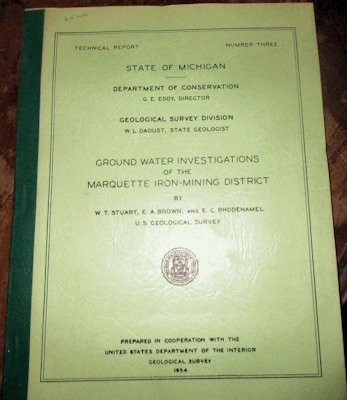 TECHNICAL REPORT NUMBER THREE
STATE OF MICHIGAN
DEPARTMENT OF CONSERVATION
G. E. EDDY, DIRECTOR
GEOLOGICAL SURVEY DIVISION
W. L. DAOUST, STATE GEOLOGIST
GROUND WATER INVESTIGATIONS
OF THE
MARQUETTE IRON-MINING DISTRICT
BY
W. T. STUART, E. A. BROWN, AND E. C. RHODEHAMEL
U. S. GEOLOGICAL SURVEY
PREPARED IN COOPERATION WITH THE
UNITED STATES DEPARTMENT OF THE INTERIOR
GEOLOGICAL SURVEY
1954